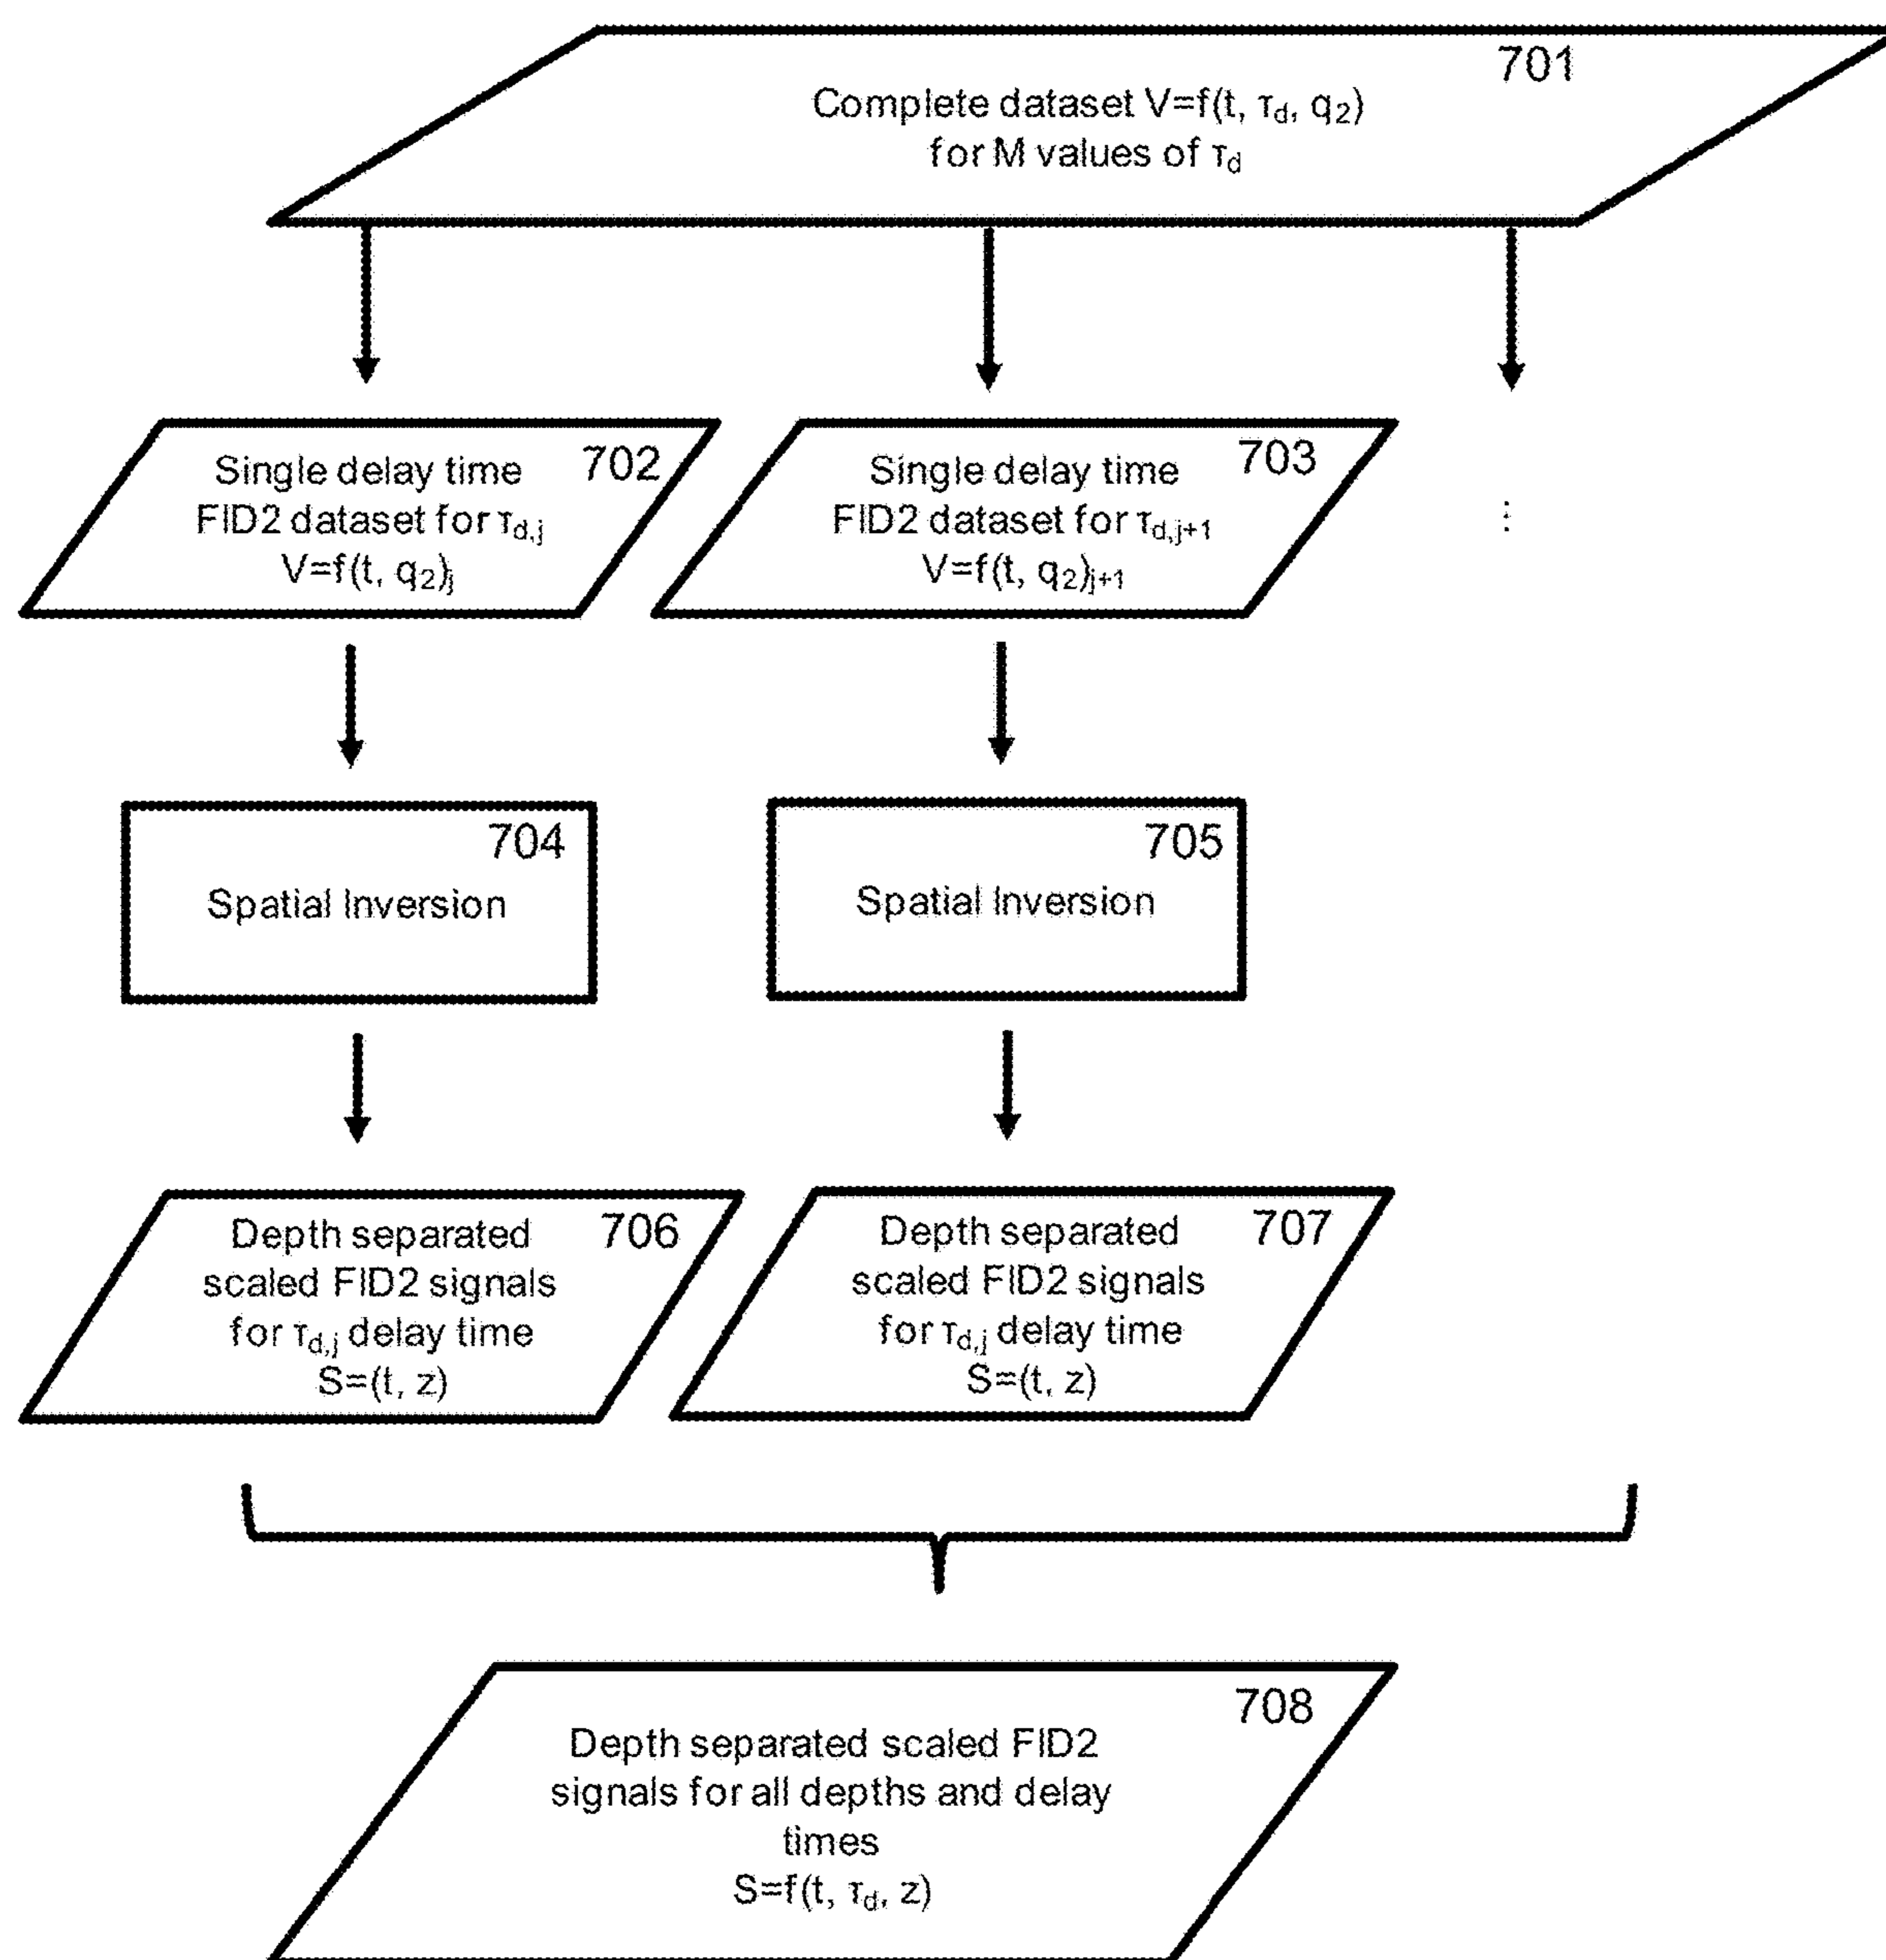 701
Complete dataset V=f(t, τd, q2)
for M values of τd
702
Single delay time
FID2 dataset for τd,j
V=f(t, q2)j
703
Single delay time
FID2 dataset for τd,j+1
V=f(t, q2)j+1
⋮
704
Spatial Inversion
705
Spatial Inversion
706
Depth separated
scaled FID2 signals
for τd,j delay time
S=(t, z)
707
Depth separated
scaled FID2 signals
for τd,j delay time
S=(t, z)
708
Depth separated scaled FID2
signals for all depths and delay
times
S=f(t, τd, z)